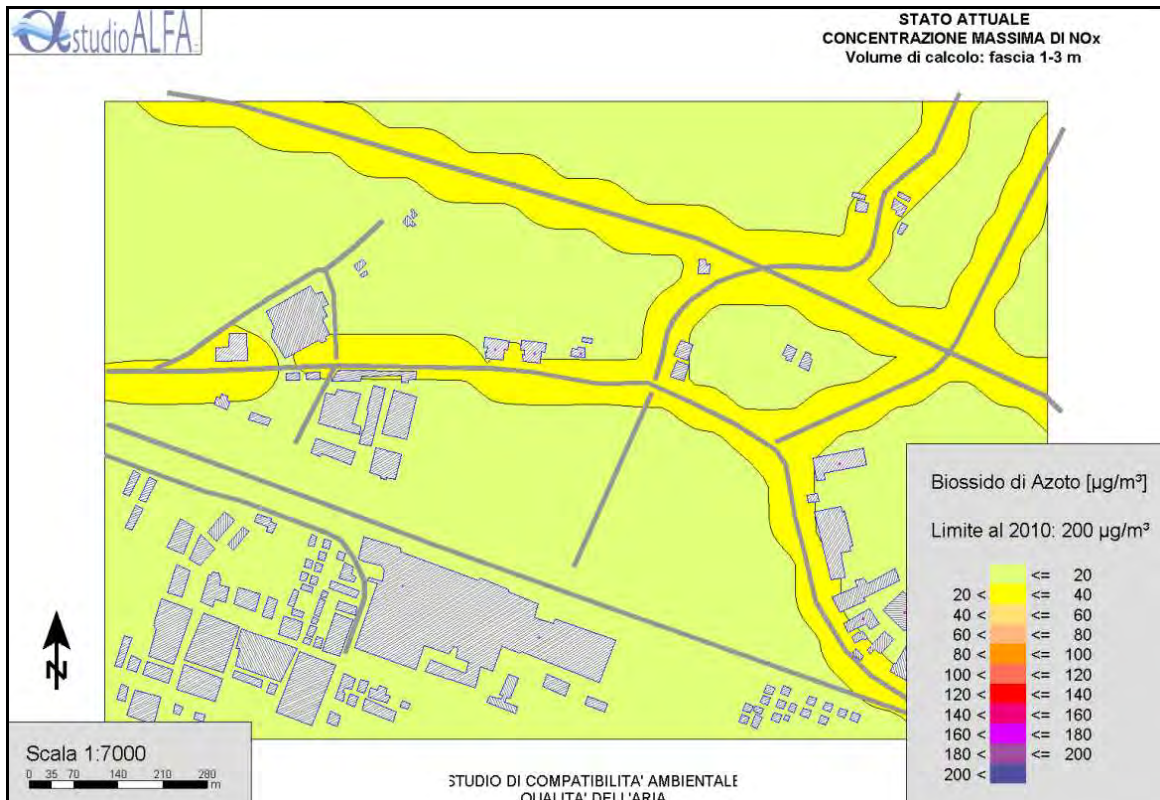 studioALFA
STATO ATTUALE
CONCENTRAZIONE MASSIMA DI NOx
Volume di calcolo: fascia 1-3 m
Biossido di Azoto [µg/m³]
Limite al 2010: 200 µg/m³
<= 20
20 < <= 40
40 < <= 60
60 < <= 80
80 < <= 100
100 < <= 120
120 < <= 140
140 < <= 160
160 < <= 180
180 < <= 200
200 <
N
Scala 1:7000
0 35 70 140 210 280
m
STUDIO DI COMPATIBILITA' AMBIENTALE
QUALITA' DELL'ARIA